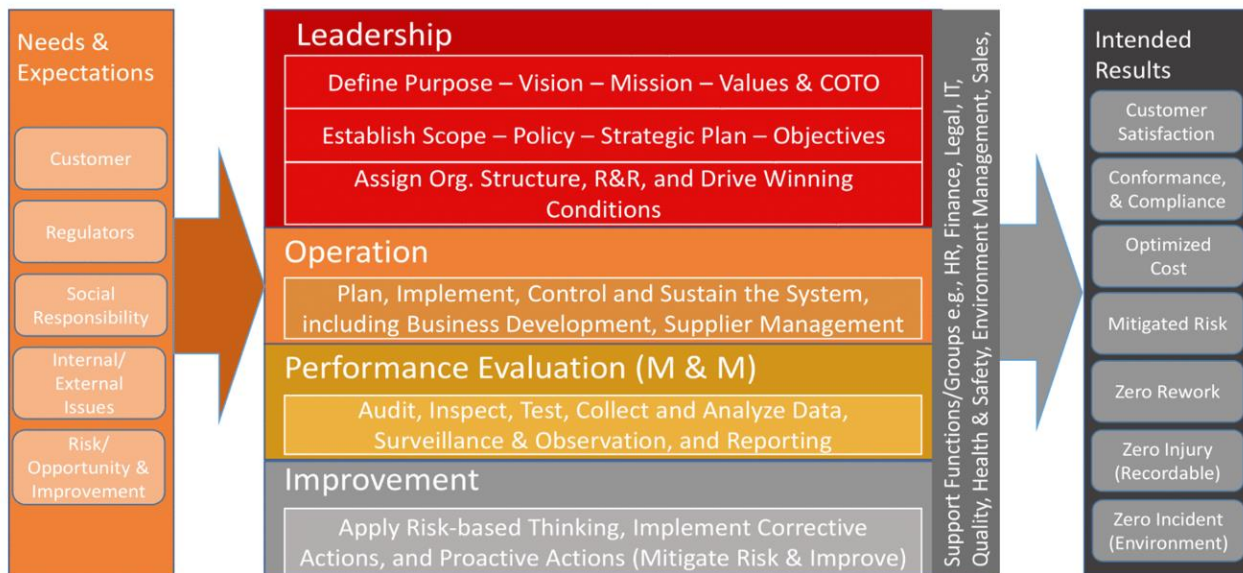 Needs &
Expectations
Customer
Regulators
Social
Responsibility
Internal/
External
Issues
Risk/
Opportunity &
Improvement
Leadership
Define Purpose – Vision – Mission – Values & COTO
Establish Scope – Policy – Strategic Plan – Objectives
Assign Org. Structure, R&R, and Drive Winning
Conditions
Operation
Plan, Implement, Control and Sustain the System,
including Business Development, Supplier Management
Performance Evaluation (M & M)
Audit, Inspect, Test, Collect and Analyze Data,
Surveillance & Observation, and Reporting
Improvement
Apply Risk-based Thinking, Implement Corrective
Actions, and Proactive Actions (Mitigate Risk & Improve)
Support Functions/Groups e.g., HR, Finance, Legal, IT,
Quality, Health & Safety, Environment Management, Sales,
Intended
Results
Customer
Satisfaction
Conformance,
& Compliance
Optimized
Cost
Mitigated Risk
Zero Rework
Zero Injury
(Recordable)
Zero Incident
(Environment)